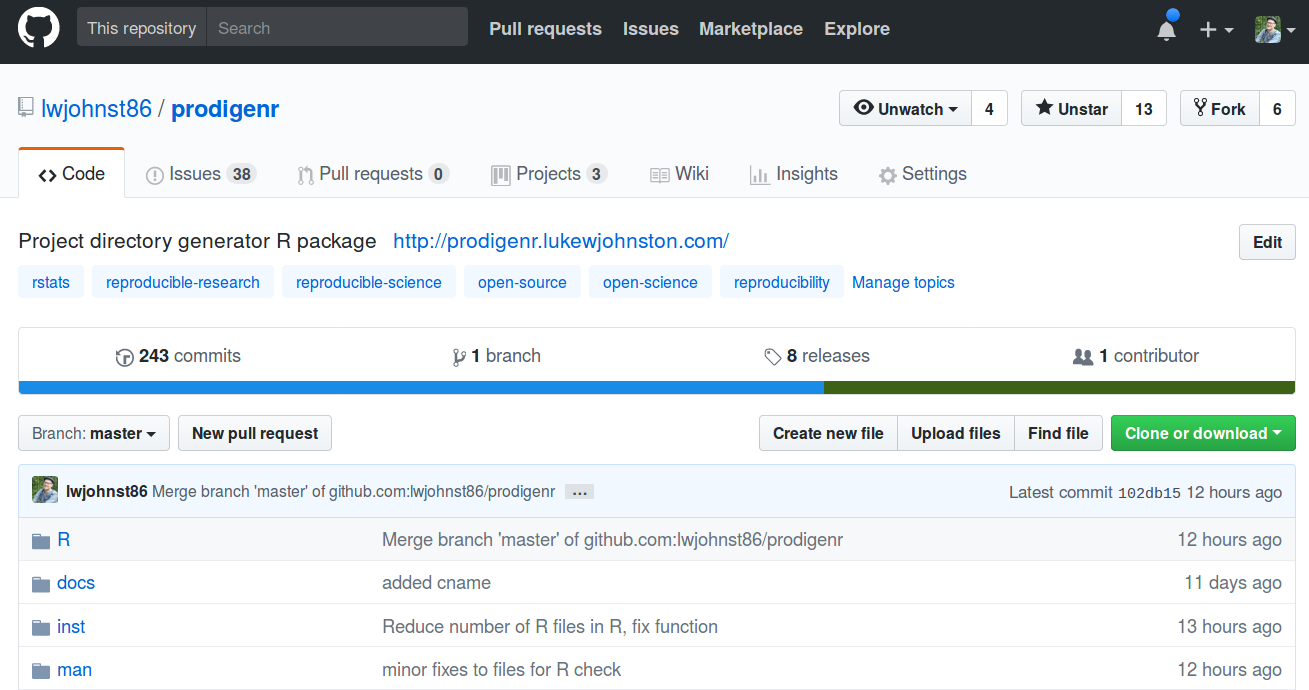 This repository Search Pull requests Issues Marketplace Explore
lwjohnst86 / prodigenr Unwatch 4 Unstar 13 Fork 6
Code Issues 38 Pull requests 0 Projects 3 Wiki Insights Settings
Project directory generator R package http://prodigenr.lukewjohnston.com/ Edit
rstats reproducible-research reproducible-science open-source open-science reproducibility Manage topics
243 commits 1 branch 8 releases 1 contributor
Branch: master New pull request Create new file Upload files Find file Clone or download
lwjohnst86 Merge branch 'master' of github.com:lwjohnst86/prodigenr ... Latest commit 102db15 12 hours ago
R Merge branch 'master' of github.com:lwjohnst86/prodigenr 12 hours ago
docs added cname 11 days ago
inst Reduce number of R files in R, fix function 13 hours ago
man minor fixes to files for R check 12 hours ago